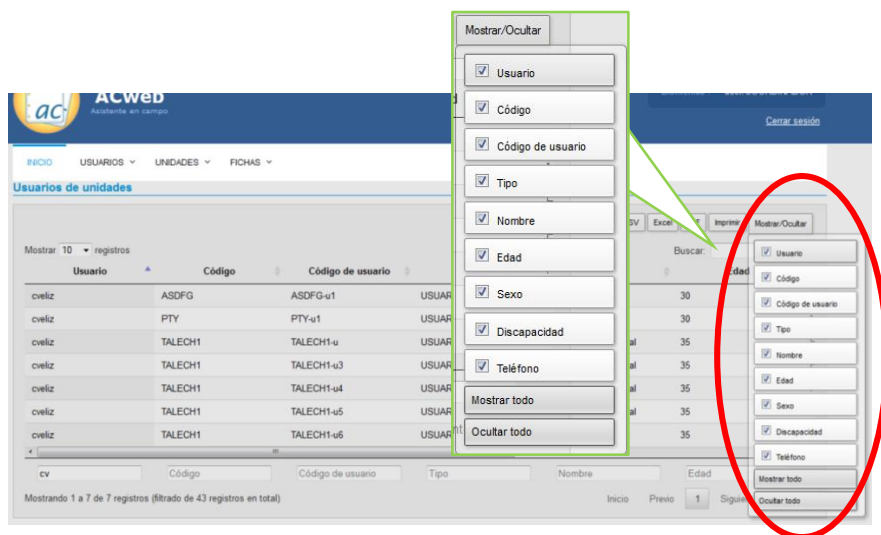 Mostrar/Ocultar
Usuario
Código
Código de usuario
Tipo
Nombre
Edad
Sexo
Discapacidad
Teléfono
Mostrar todo
Ocultar todo
ac
ACWeb
Asistente en campo
Cerrar sesión
INICIO USUARIOS UNIDADES FICHAS
Usuarios de unidades
SV Excel Imprimir Mostrar/Ocultar
Mostrar 10 registros Buscar:
Usuario Código Código de usuario Edad
cveliz ASDFG ASDFG-u1 USUAR 30
cveliz PTY PTY-u1 USUAR 30
cveliz TALECH1 TALECH1-u USUAR al 35
cveliz TALECH1 TALECH1-u3 USUAR al 35
cveliz TALECH1 TALECH1-u4 USUAR al 35
cveliz TALECH1 TALECH1-u5 USUAR al 35
cveliz TALECH1 TALECH1-u6 USUAR 35
cv Código Código de usuario Tipo Nombre Edad
Mostrando 1 a 7 de 7 registros (filtrado de 43 registros en total) Inicio Previo 1 Siguie
Usuario
Código
Código de usuario
Tipo
Nombre
Edad
Sexo
Discapacidad
Teléfono
Mostrar todo
Ocultar todo